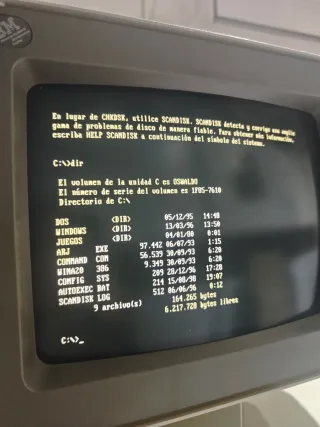 IBM
En lugar de CHKDSK, utilice SCANDISK. SCANDISK detecta y corrige una amplia
gama de problemas de disco de manera fiable. Para obtener más información,
escriba HELP SCANDISK a continuación del símbolo del sistema.
C:\>dir
El volumen de la unidad C es OSWALDO
El número de serie del volumen es 1F85-7610
Directorio de C:\
DOS <DIR> 05/12/95 14:48
WINDOWS <DIR> 13/03/96 13:50
JUEGOS <DIR> 04/01/80 0:01
ARJ EXE 97.442 06/07/93 1:15
COMMAND COM 56.539 30/09/93 6:20
WINA20 386 9.349 30/09/93 6:20
CONFIG SYS 209 28/12/96 17:28
AUTOEXEC BAT 214 15/08/98 19:07
SCANDISK LOG 512 06/06/96 0:12
9 archivo(s) 164.265 bytes
6.217.728 bytes libres
C:\>_